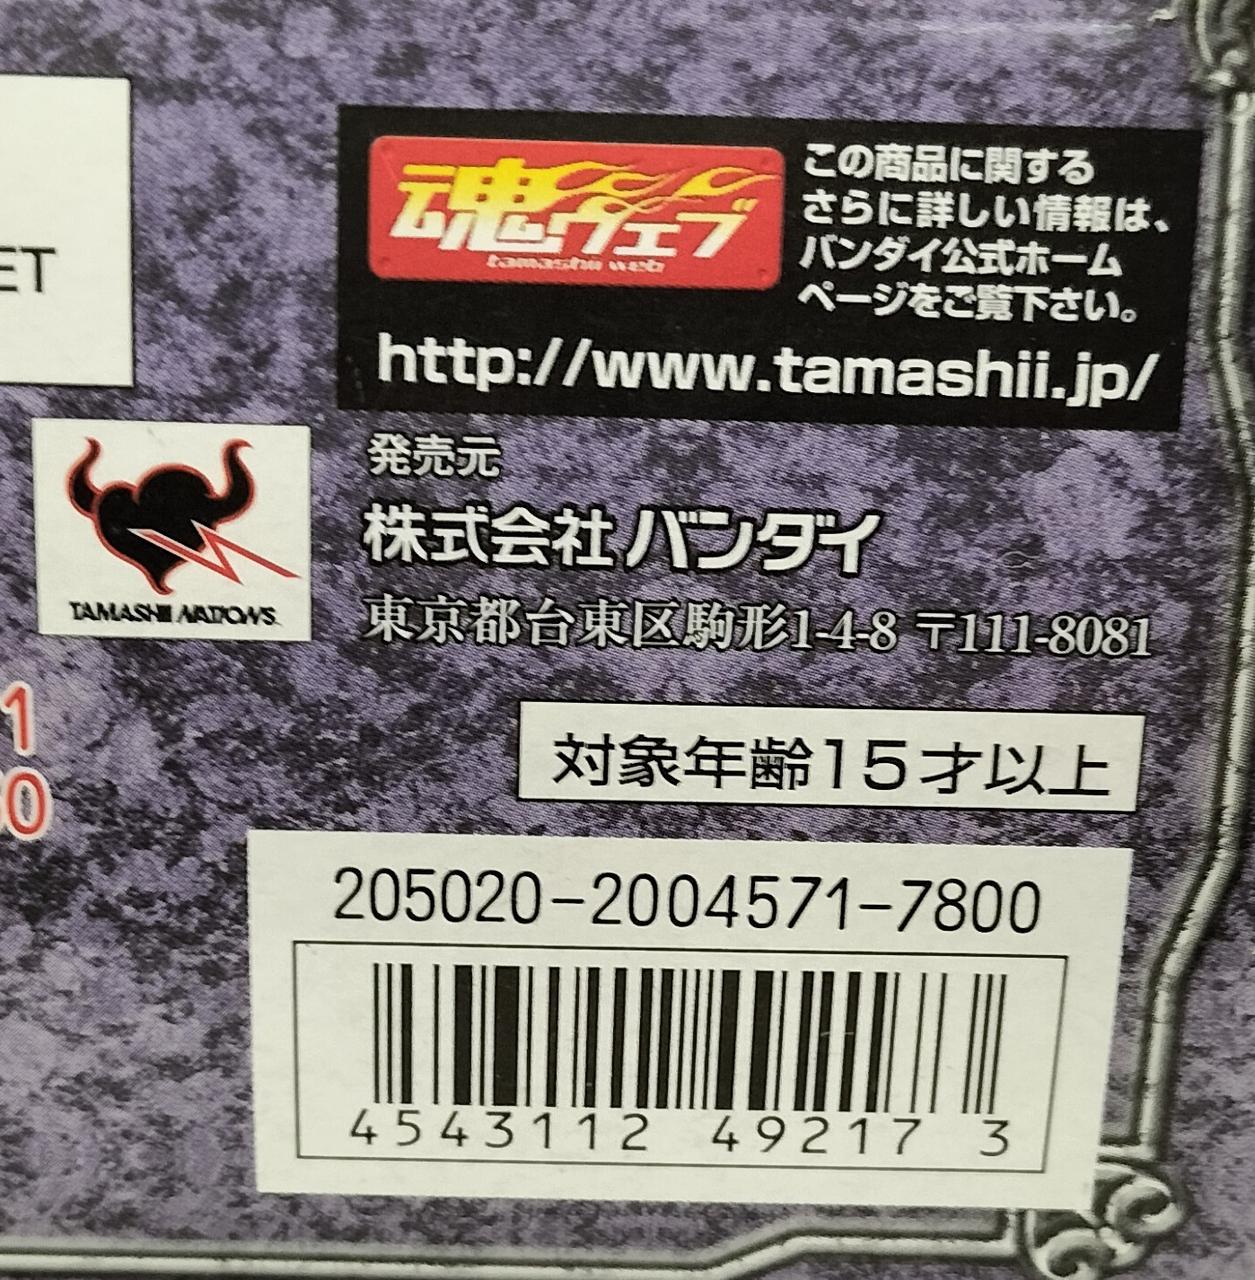 ET
魂ウェブ
tamashii web
この商品に関する
さらに詳しい情報は、
バンダイ公式ホーム
ページをご覧下さい。
http://www.tamashii.jp/
TAMASHII NATIONS
発売元
株式会社バンダイ
東京都台東区駒形1-4-8 〒111-8081
1
0
対象年齢15才以上
205020-2004571-7800
4543112 49217 3